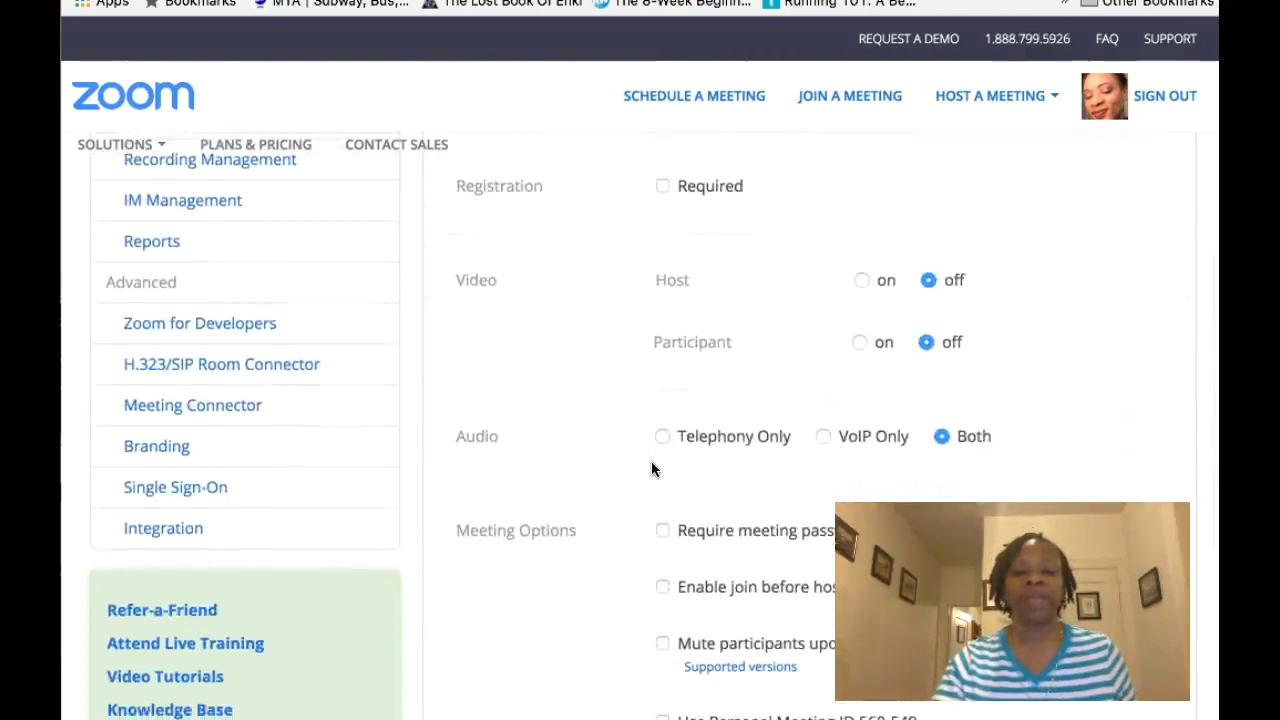 Apps Bookmarks MTA | Subway, Bus,... The Lost Book Of Enki The 8-Week Beginn... Running 101: A Be... » Other Bookmarks
REQUEST A DEMO 1.888.799.5926 FAQ SUPPORT
zoom SCHEDULE A MEETING JOIN A MEETING HOST A MEETING SIGN OUT
SOLUTIONS PLANS & PRICING CONTACT SALES
Recording Management
IM Management
Reports
Advanced
Zoom for Developers
H.323/SIP Room Connector
Meeting Connector
Branding
Single Sign-On
Integration
Refer-a-Friend
Attend Live Training
Video Tutorials
Knowledge Base
Registration Required
Video Host on off
Participant on off
Audio Telephony Only VoIP Only Both
Meeting Options Require meeting pass
Enable join before hos
Mute participants upo
Supported versions
Use Personal Meeting ID